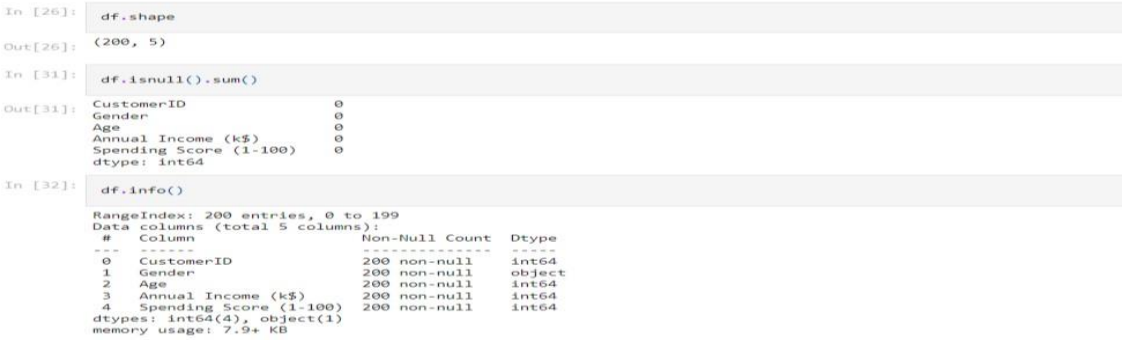 In [26]: df.shape
Out[26]: (200, 5)
In [31]: df.isnull().sum()
Out[31]: CustomerID 0
Gender 0
Age 0
Annual Income (k$) 0
Spending Score (1-100) 0
dtype: int64
In [32]: df.info()
RangeIndex: 200 entries, 0 to 199
Data columns (total 5 columns):
# Column Non-Null Count Dtype
--- ------ -------------- -----
0 CustomerID 200 non-null int64
1 Gender 200 non-null object
2 Age 200 non-null int64
3 Annual Income (k$) 200 non-null int64
4 Spending Score (1-100) 200 non-null int64
dtypes: int64(4), object(1)
memory usage: 7.9+ KB